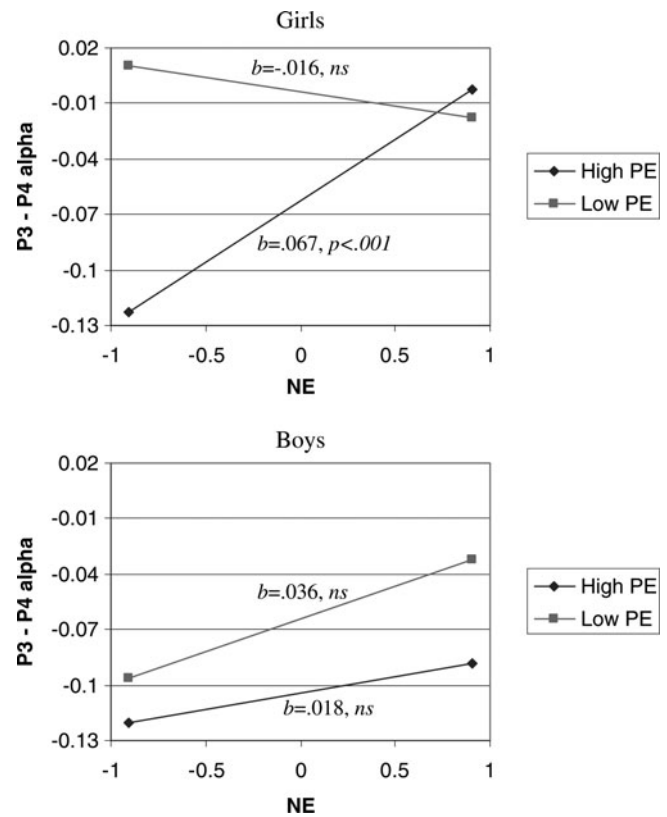 Girls
0.02
-0.01
-0.04
-0.07
-0.1
-0.13
P3 - P4 alpha
b=-.016, ns
b=.067, p<.001
-1
-0.5
0
0.5
1
NE
High PE
Low PE
Boys
0.02
-0.01
-0.04
-0.07
-0.1
-0.13
P3 - P4 alpha
b=.036, ns
b=.018, ns
-1
-0.5
0
0.5
1
NE
High PE
Low PE